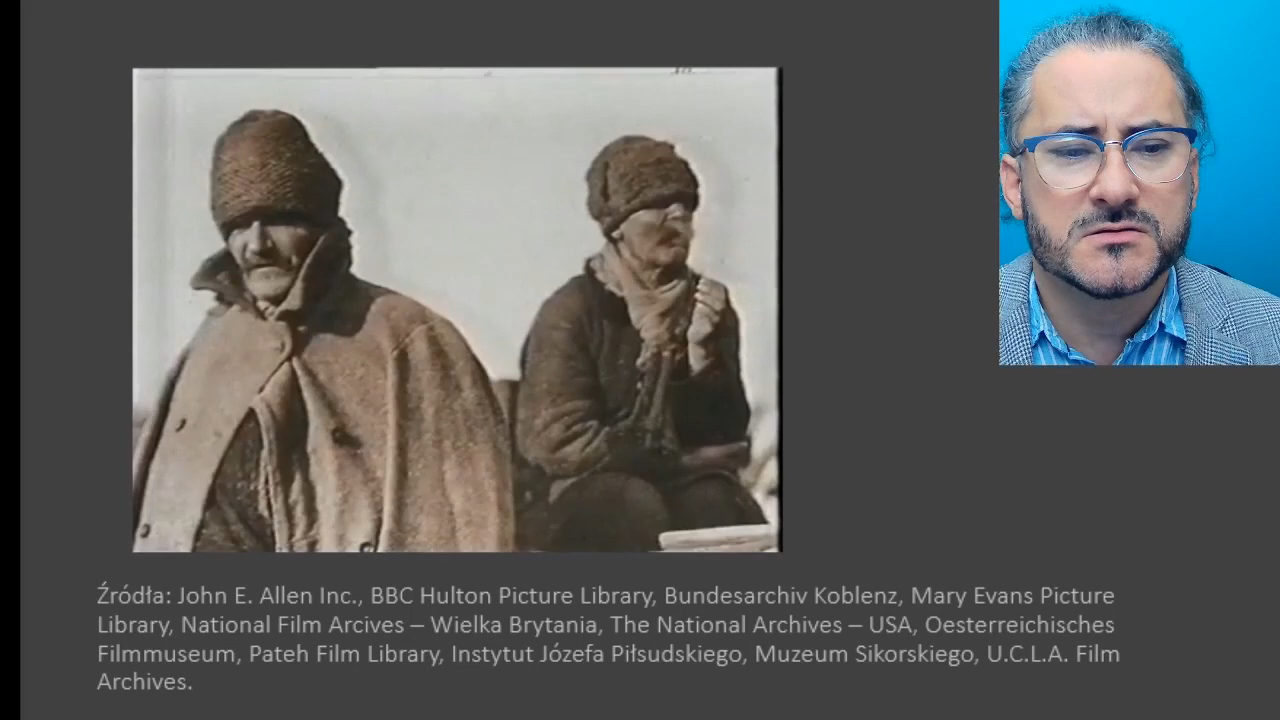 Źródła: John E. Allen Inc., BBC Hulton Picture Library, Bundesarchiv Koblenz, Mary Evans Picture
Library, National Film Arcives – Wielka Brytania, The National Archives – USA, Oesterreichisches
Filmmuseum, Pateh Film Library, Instytut Józefa Piłsudskiego, Muzeum Sikorskiego, U.C.L.A. Film
Archives.